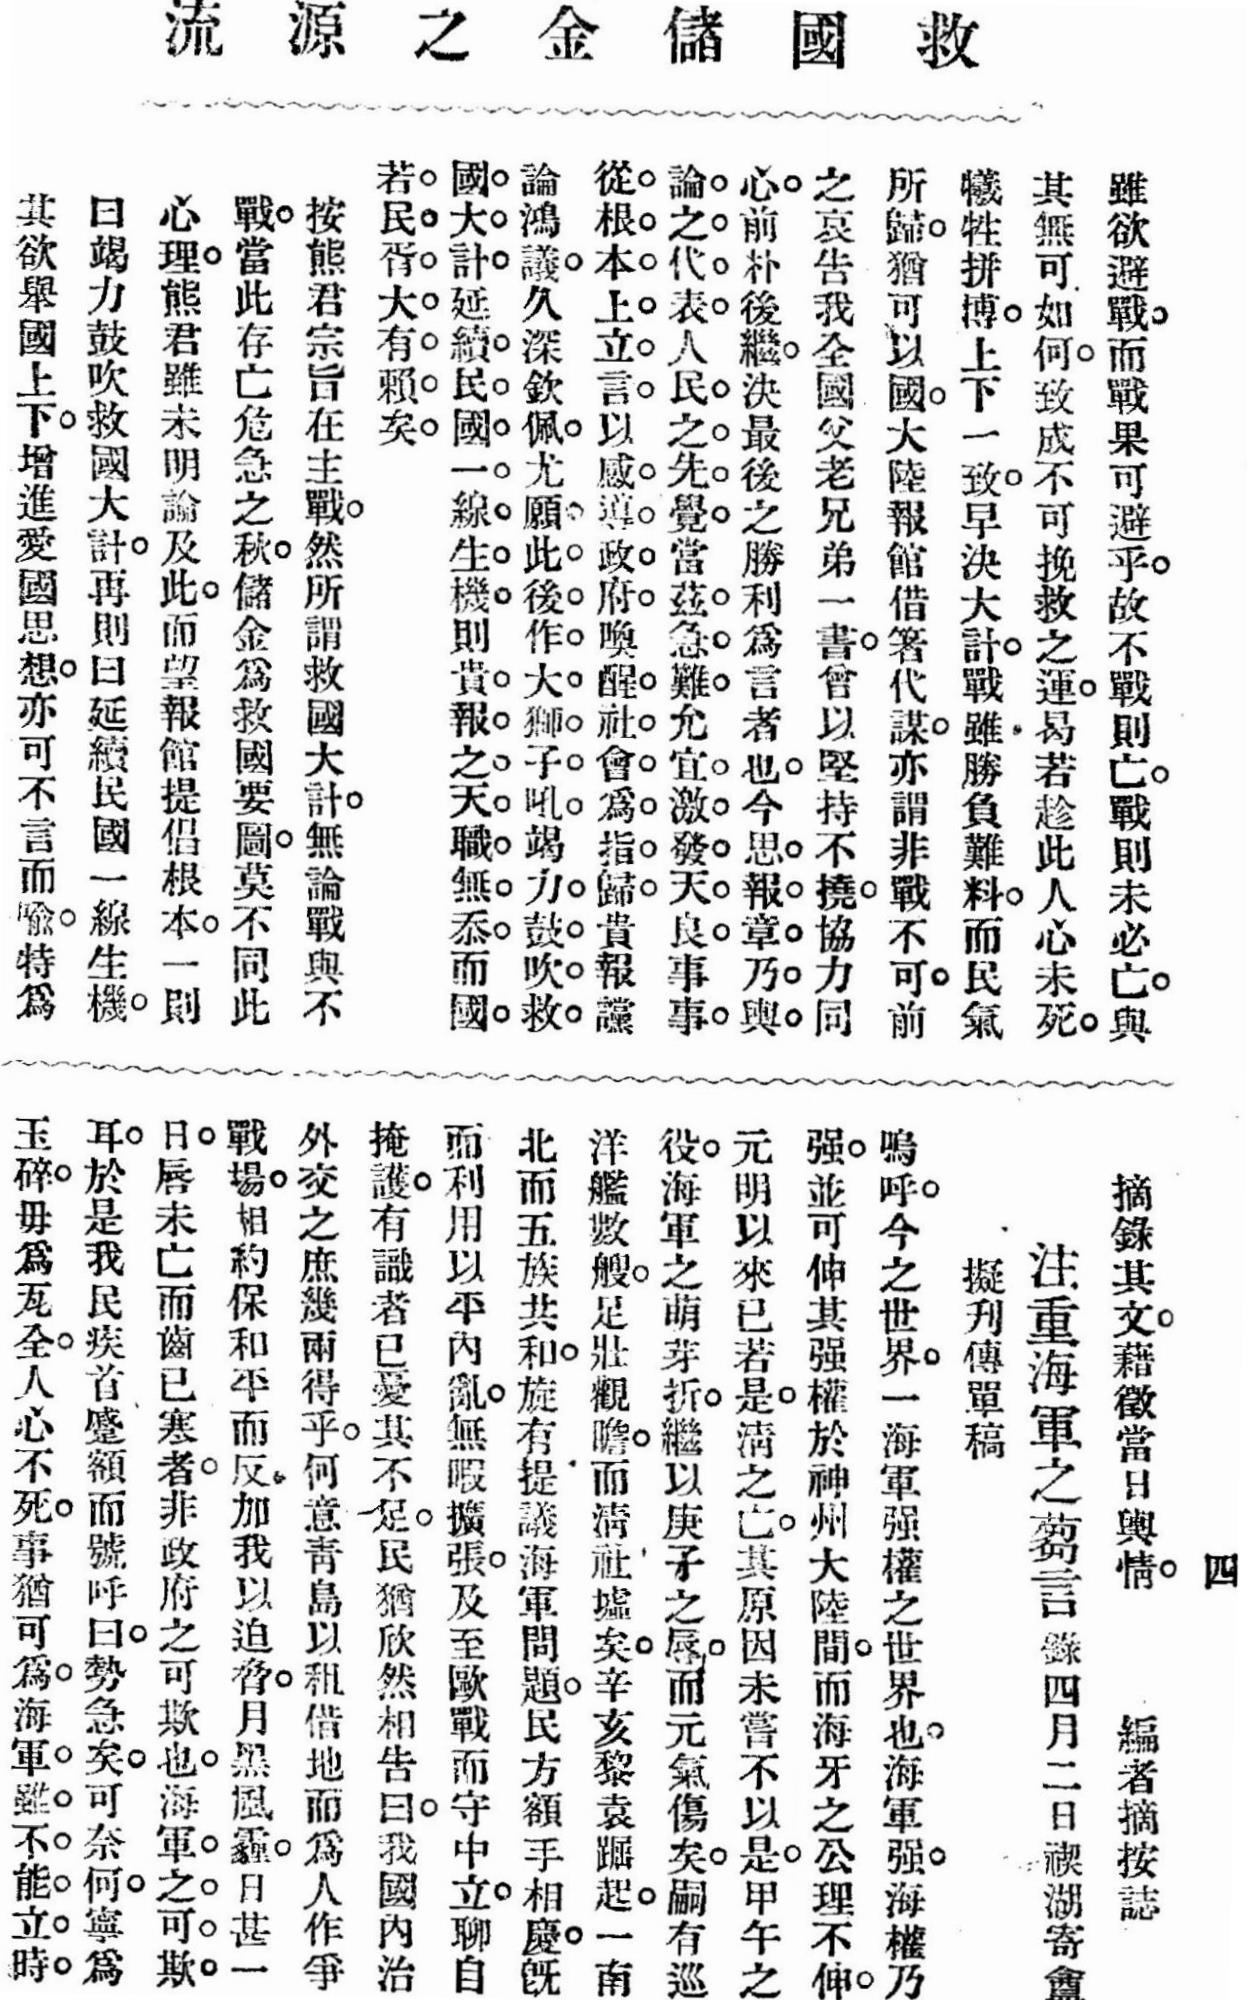 救國儲金之源流
雖欲避戰而戰果可避乎故不戰則亡戰則未必亡與
其無可如何致成不可挽救之運曷若趁此人心未死
犧牲拼博上下一致早決大計戰雖勝負難料而民氣
所歸猶可以國大陸報館借箸代謀亦謂非戰不可前
之哀告我全國父老兄弟一書曾以堅持不撓協力同
心前朴後繼決最後之勝利爲言者也今思報章乃輿
論之代表人民之先覺當茲急難允宜激發天良事事
從根本上立言以感導政府喚醒社會爲指歸貴報讜
論鴻議久深欽佩尤願此後作大獅子吼竭力鼓吹救
國大計延續民國一線生機則貴報之天職無忝而國
若民胥大有賴矣
按熊君宗旨在主戰然所謂救國大計無論戰與不
戰當此存亡危急之秋儲金爲救國要圖莫不同此
心理熊君雖未明論及此而望報館提倡根本一則
曰竭力鼓吹救國大計再則曰延續民國一線生機
其欲舉國上下增進愛國思想亦可不言而喻特爲
四
摘錄其文藉徵當日輿情 編者摘按誌
注重海軍之蒭言 錄四月二日禊湖寄盦
擬刋傳單稿
嗚呼今之世界一海軍强權之世界也海軍强海權乃
强並可伸其强權於神州大陸間而海牙之公理不伸
元明以來已若是淸之亡其原因未嘗不以是甲午之
役海軍之萌芽折繼以庚子之辱而元氣傷矣嗣有巡
洋艦數艘足壯觀瞻而淸社墟矣辛亥黎袁蹶起一南
北而五族共和旋有提議海軍問題民方額手相慶旣
而利用以平內亂無暇擴張及至歐戰而守中立聊自
掩護有識者已憂其不足民猶欣然相告曰我國內治
外交之庶幾兩得乎何意靑島以租借地而爲人作爭
戰場相約保和平而反加我以迫脅月黑風霾日甚一
日唇未亡而齒已寒者非政府之可欺也海軍之可欺
耳於是我民疾首蹙額而號呼曰勢急矣可奈何寧爲
玉碎毋爲瓦全人心不死事猶可爲海軍雖不能立時